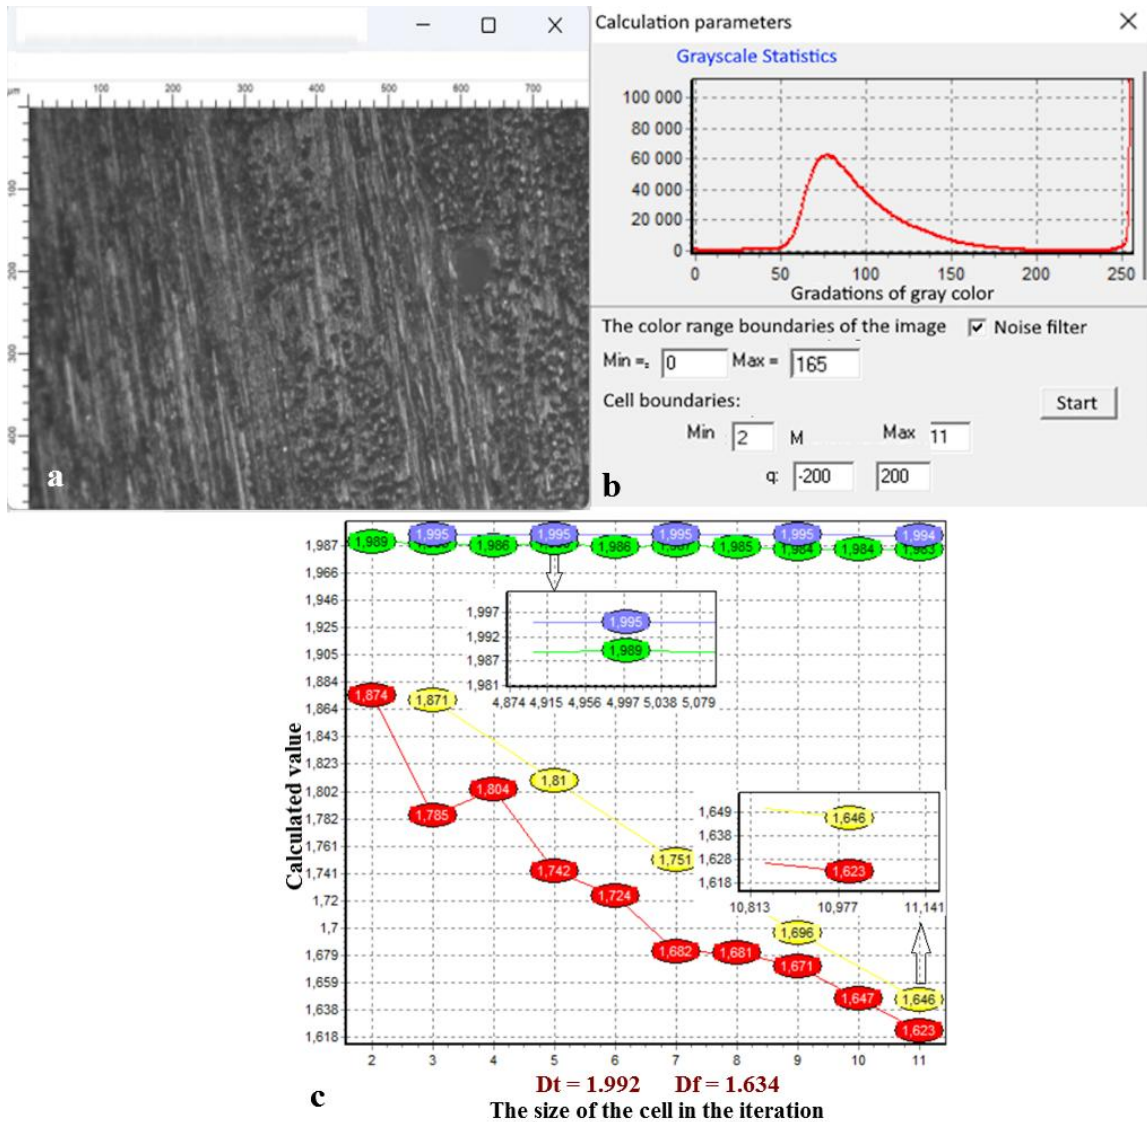 100 200 300 400 500 600 700
100
200
300
400
a
Calculation parameters
Grayscale Statistics
100 000
80 000
60 000
40 000
20 000
0
0 50 100 150 200 250
Gradations of gray color
The color range boundaries of the image Noise filter
Min =: 0 Max = 165
Cell boundaries:
Start
Min 2 M Max 11
q: -200 200
b
Calculated value
1,987
1,966
1,946
1,925
1,905
1,884
1,864
1,843
1,823
1,802
1,782
1,761
1,741
1,72
1,7
1,679
1,659
1,638
1,618
1,995 1,995 1,995 1,995 1,994
1,989 1,986 1,986 1,985 1,984 1,984 1,983
1,997
1,992
1,987
1,981
1,995
1,989
4,874 4,915 4,956 4,997 5,038 5,079
1,874 1,871
1,81
1,804
1,785
1,751
1,742
1,724
1,649
1,638
1,628
1,618
1,646
1,623
10,813 10,977 11,141
1,696
1,682 1,681
1,671
1,647 1,646
1,623
2 3 4 5 6 7 8 9 10 11
Dt = 1.992 Df = 1.634
c
The size of the cell in the iteration